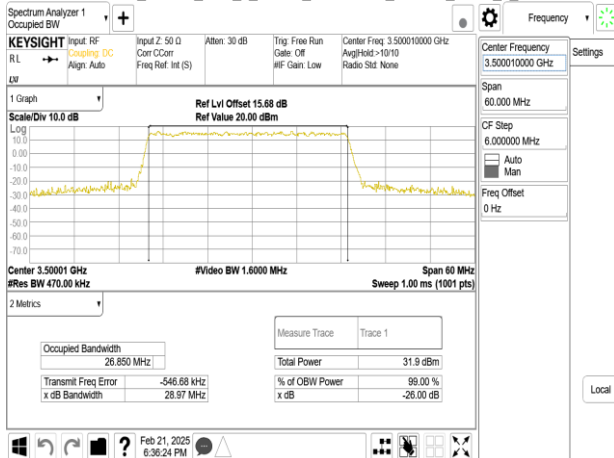 Spectrum Analyzer 1
Occupied BW
+
Frequency
KEYSIGHT
RL
LXI
Input: RF
Coupling: DC
Align: Auto
Input Z: 50 Ω
Corr CCorr
Freq Ref: Int (S)
Atten: 30 dB
Trig: Free Run
Gate: Off
#IF Gain: Low
Center Freq: 3.500010000 GHz
Avg|Hold:>10/10
Radio Std: None
Center Frequency
3.500010000 GHz
Settings
Span
60.000 MHz
CF Step
6.000000 MHz
Auto
Man
Freq Offset
0 Hz
Local
1 Graph
Scale/Div 10.0 dB
Ref Lvl Offset 15.68 dB
Ref Value 20.00 dBm
Log
10.0
0.00
-10.0
-20.0
-30.0
-40.0
-50.0
-60.0
-70.0
Center 3.50001 GHz
#Res BW 470.00 kHz
#Video BW 1.6000 MHz
Span 60 MHz
Sweep 1.00 ms (1001 pts)
2 Metrics
Measure Trace Trace 1
Occupied Bandwidth
26.850 MHz
Total Power 31.9 dBm
Transmit Freq Error -546.68 kHz
% of OBW Power 99.00 %
x dB Bandwidth 28.97 MHz
x dB -26.00 dB
?
Feb 21, 2025
6:36:24 PM